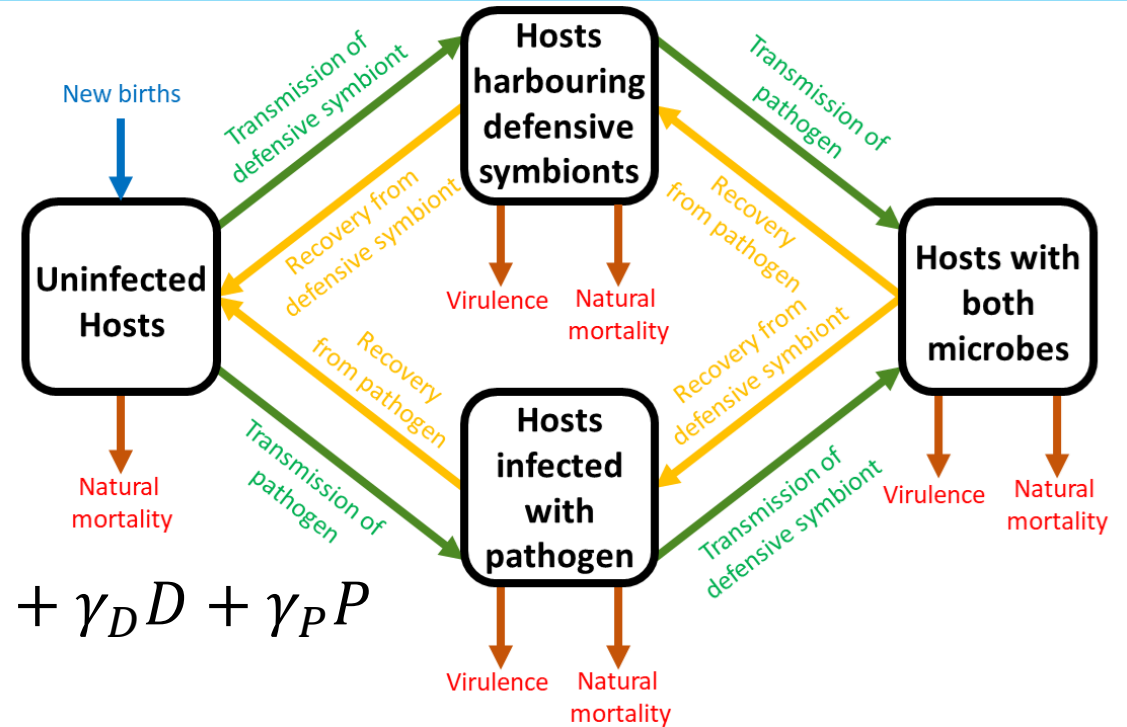 New births
Uninfected
Hosts
Natural
mortality
Transmission of
defensive symbiont
Recovery from
defensive symbiont
Hosts
harbouring
defensive
symbionts
Virulence
Natural
mortality
Transmission of
pathogen
Recovery
from pathogen
Recovery
from pathogen
Transmission of
pathogen
Hosts
infected
with
pathogen
Virulence
Natural
mortality
Recovery from
defensive symbiont
Transmission of
defensive symbiont
Hosts with
both
microbes
Virulence
Natural
mortality
+ γ_D D + γ_P P